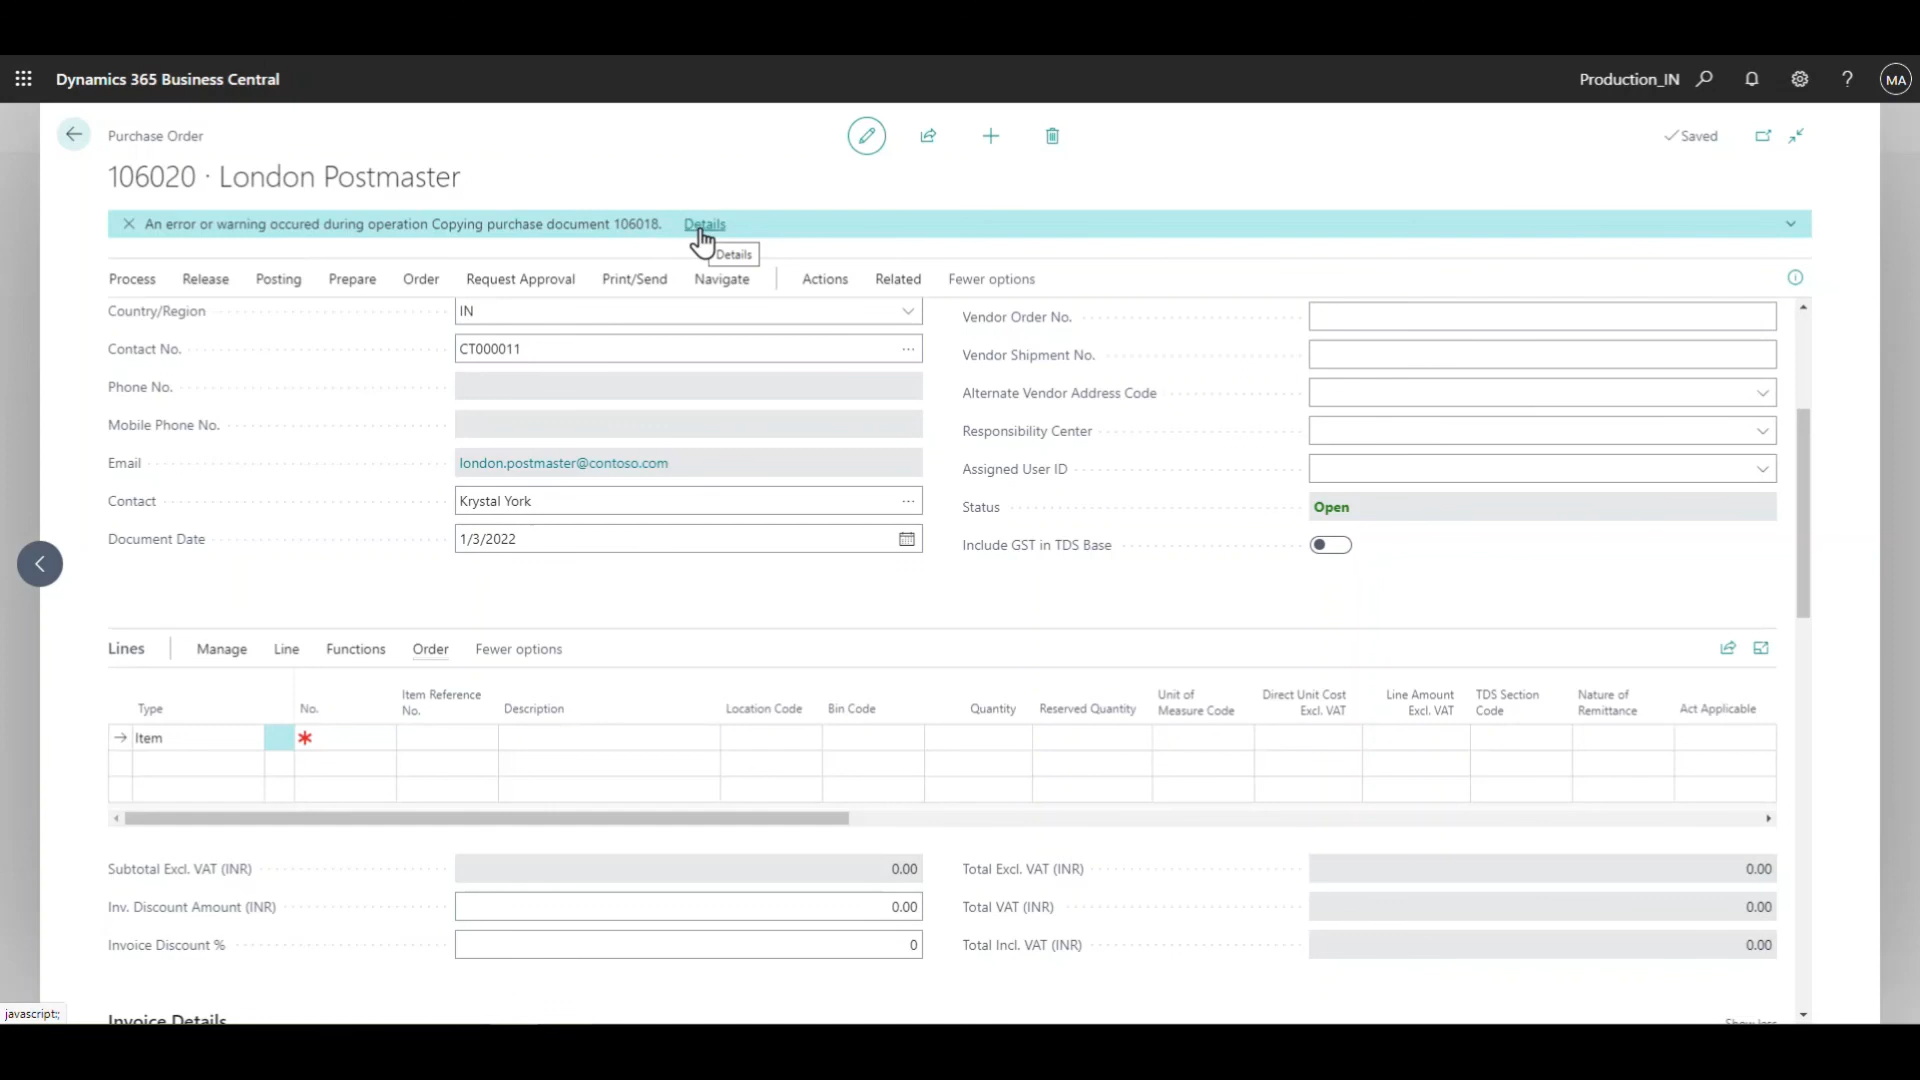 Dynamics 365 Business Central
Production_IN
?
MA
Purchase Order
Saved
106020 · London Postmaster
An error or warning occured during operation Copying purchase document 106018. Details
Details
Process Release Posting Prepare Order Request Approval Print/Send Navigate Actions Related Fewer options
Country/Region IN
Contact No. CT000011
Phone No.
Mobile Phone No.
Email london.postmaster@contoso.com
Contact Krystal York
Document Date 1/3/2022
Vendor Order No.
Vendor Shipment No.
Alternate Vendor Address Code
Responsibility Center
Assigned User ID
Status Open
Include GST in TDS Base
Lines Manage Line Functions Order Fewer options
Type No. Item Reference No. Description Location Code Bin Code Quantity Reserved Quantity Unit of Measure Code Direct Unit Cost Excl. VAT Line Amount Excl. VAT TDS Section Code Nature of Remittance Act Applicable
Item *
Subtotal Excl. VAT (INR) 0.00
Inv. Discount Amount (INR) 0.00
Invoice Discount % 0
Total Excl. VAT (INR) 0.00
Total VAT (INR) 0.00
Total Incl. VAT (INR) 0.00
javascript:;
Invoice Details
Show less